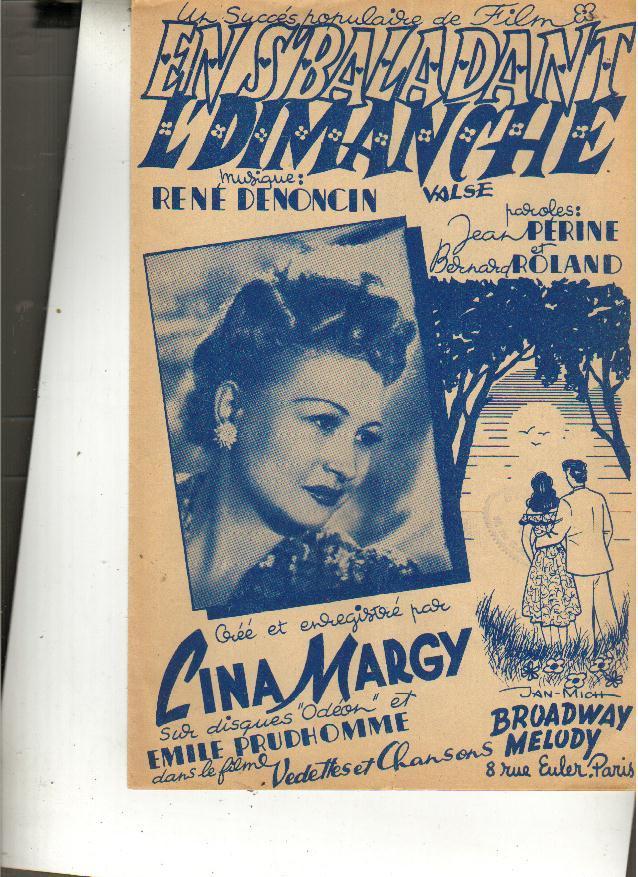 Un Succès populaire de Film
EN S'BALADANT
L'DIMANCHE
musique:
RENÉ DENONCIN
VALSE
paroles:
Jean PÉRINE
et
Bernard ROLAND
Créé et enregistré par
LINA MARGY
sur disques "Odéon" et
EMILE PRUDHOMME
dans le film Vedettes et Chansons
JAN-MICH
BROADWAY
MELODY
8 rue Euler. Paris